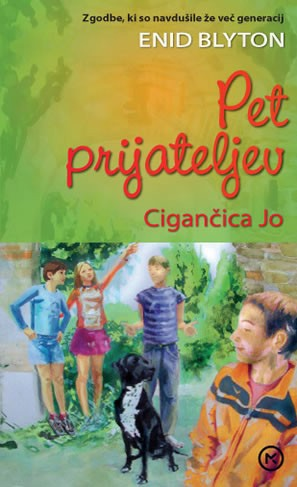 Zgodbe, ki so navdušile že več generacij
ENID BLYTON
Pet
prijateljev
Cigančica Jo
M